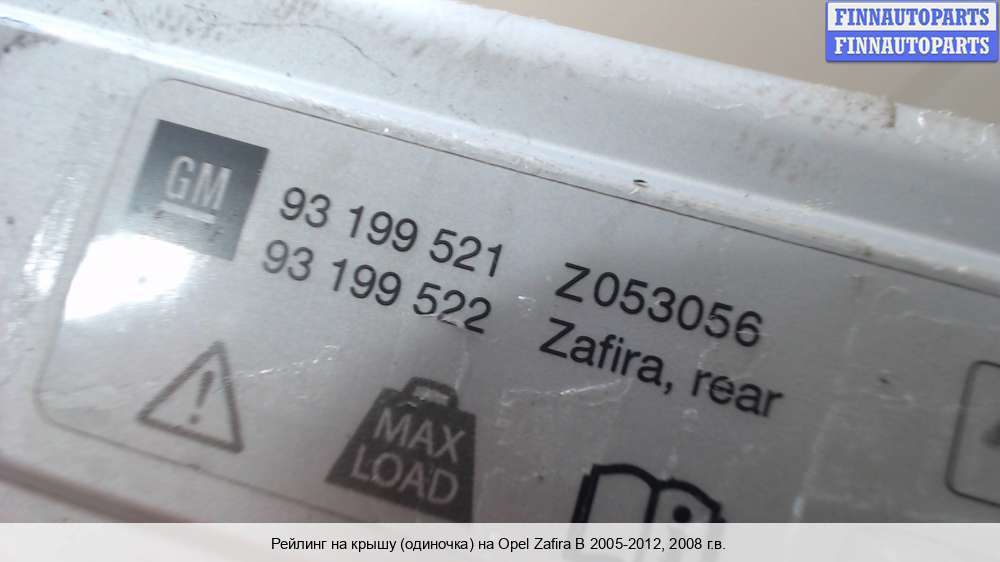 FINNAUTOPARTS
FINNAUTOPARTS
GM
93 199 521 Z053056
93 199 522 Zafira, rear
MAX
LOAD
Рейлинг на крышу (одиночка) на Opel Zafira B 2005-2012, 2008 г.в.